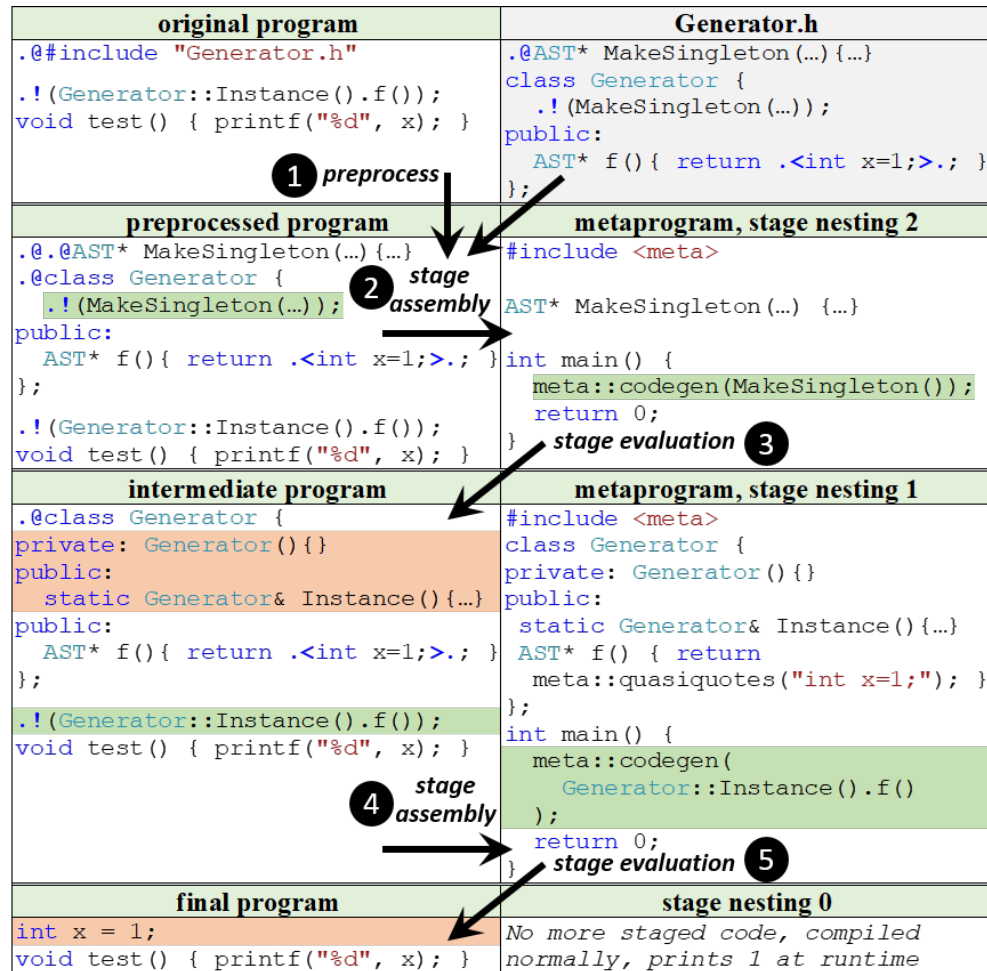 original program
.@#include "Generator.h"
.!(Generator::Instance().f());
void test() { printf("%d", x); }
Generator.h
.@AST* MakeSingleton(…){…}
class Generator {
.!(MakeSingleton(…));
public:
AST* f(){ return .<int x=1;>.; }
};
1 preprocess
preprocessed program
.@.@AST* MakeSingleton(…){…}
.@class Generator {
.!(MakeSingleton(…));
public:
AST* f(){ return .<int x=1;>.; }
};
.!(Generator::Instance().f());
void test() { printf("%d", x); }
2 stage
assembly
metaprogram, stage nesting 2
#include <meta>
AST* MakeSingleton(…) {…}
int main() {
meta::codegen(MakeSingleton());
return 0;
}
stage evaluation 3
intermediate program
.@class Generator {
private: Generator(){}
public:
static Generator& Instance(){…}
public:
AST* f(){ return .<int x=1;>.; }
};
.!(Generator::Instance().f());
void test() { printf("%d", x); }
4 stage
assembly
metaprogram, stage nesting 1
#include <meta>
class Generator {
private: Generator(){}
public:
static Generator& Instance(){…}
AST* f() { return
meta::quasiquotes("int x=1;"); }
};
int main() {
meta::codegen(
Generator::Instance().f()
);
return 0;
}
stage evaluation 5
final program
int x = 1;
void test() { printf("%d", x); }
stage nesting 0
No more staged code, compiled
normally, prints 1 at runtime